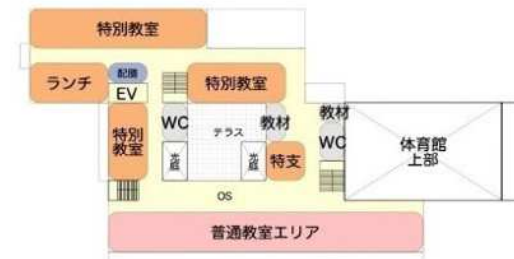 特別教室
ランチ
配膳
特別教室
EV
特別
教室
WC
テラス
教材
教材
WC
体育館
上部
光庭
光庭
特支
OS
普通教室エリア